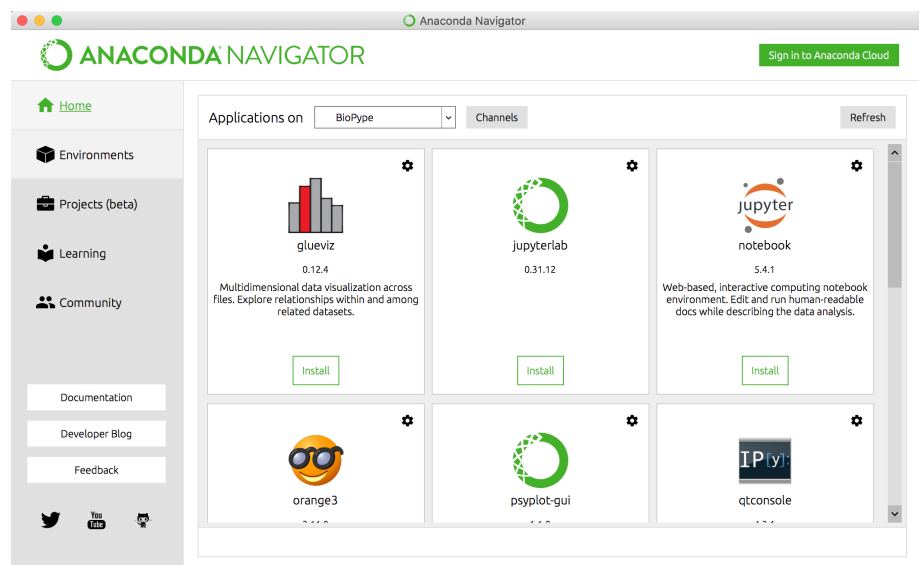 Anaconda Navigator
ANACONDA NAVIGATOR
Sign in to Anaconda Cloud
Home
Environments
Projects (beta)
Learning
Community
Documentation
Developer Blog
Feedback
You
Tube
Applications on
BioPype
Channels
Refresh
glueviz
0.12.4
Multidimensional data visualization across
files. Explore relationships within and among
related datasets.
Install
jupyterlab
0.31.12
Install
jupyter
notebook
5.4.1
Web-based, interactive computing notebook
environment. Edit and run human-readable
docs while describing the data analysis.
Install
orange3
psyplot-gui
IP[y]:
qtconsole